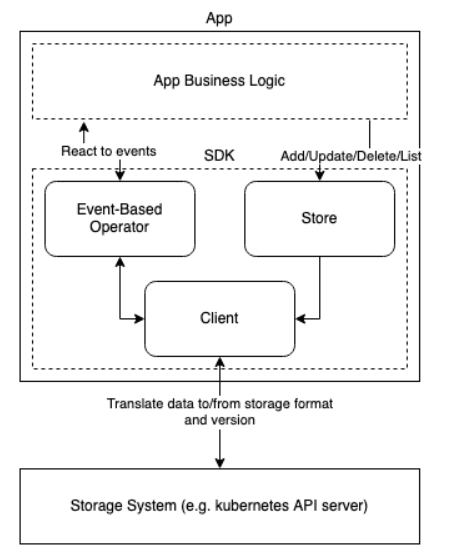 App
App Business Logic
React to events
SDK
Add/Update/Delete/List
Event-Based
Operator
Store
Client
Translate data to/from storage format
and version
Storage System (e.g. kubernetes API server)